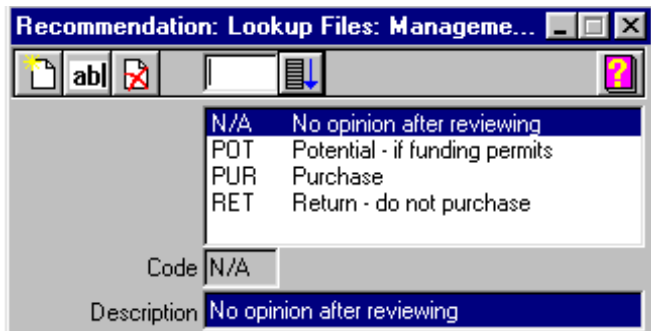 Recommendation: Lookup Files: Manageme...
ab|
?
N/A No opinion after reviewing
POT Potential - if funding permits
PUR Purchase
RET Return - do not purchase
Code N/A
Description No opinion after reviewing